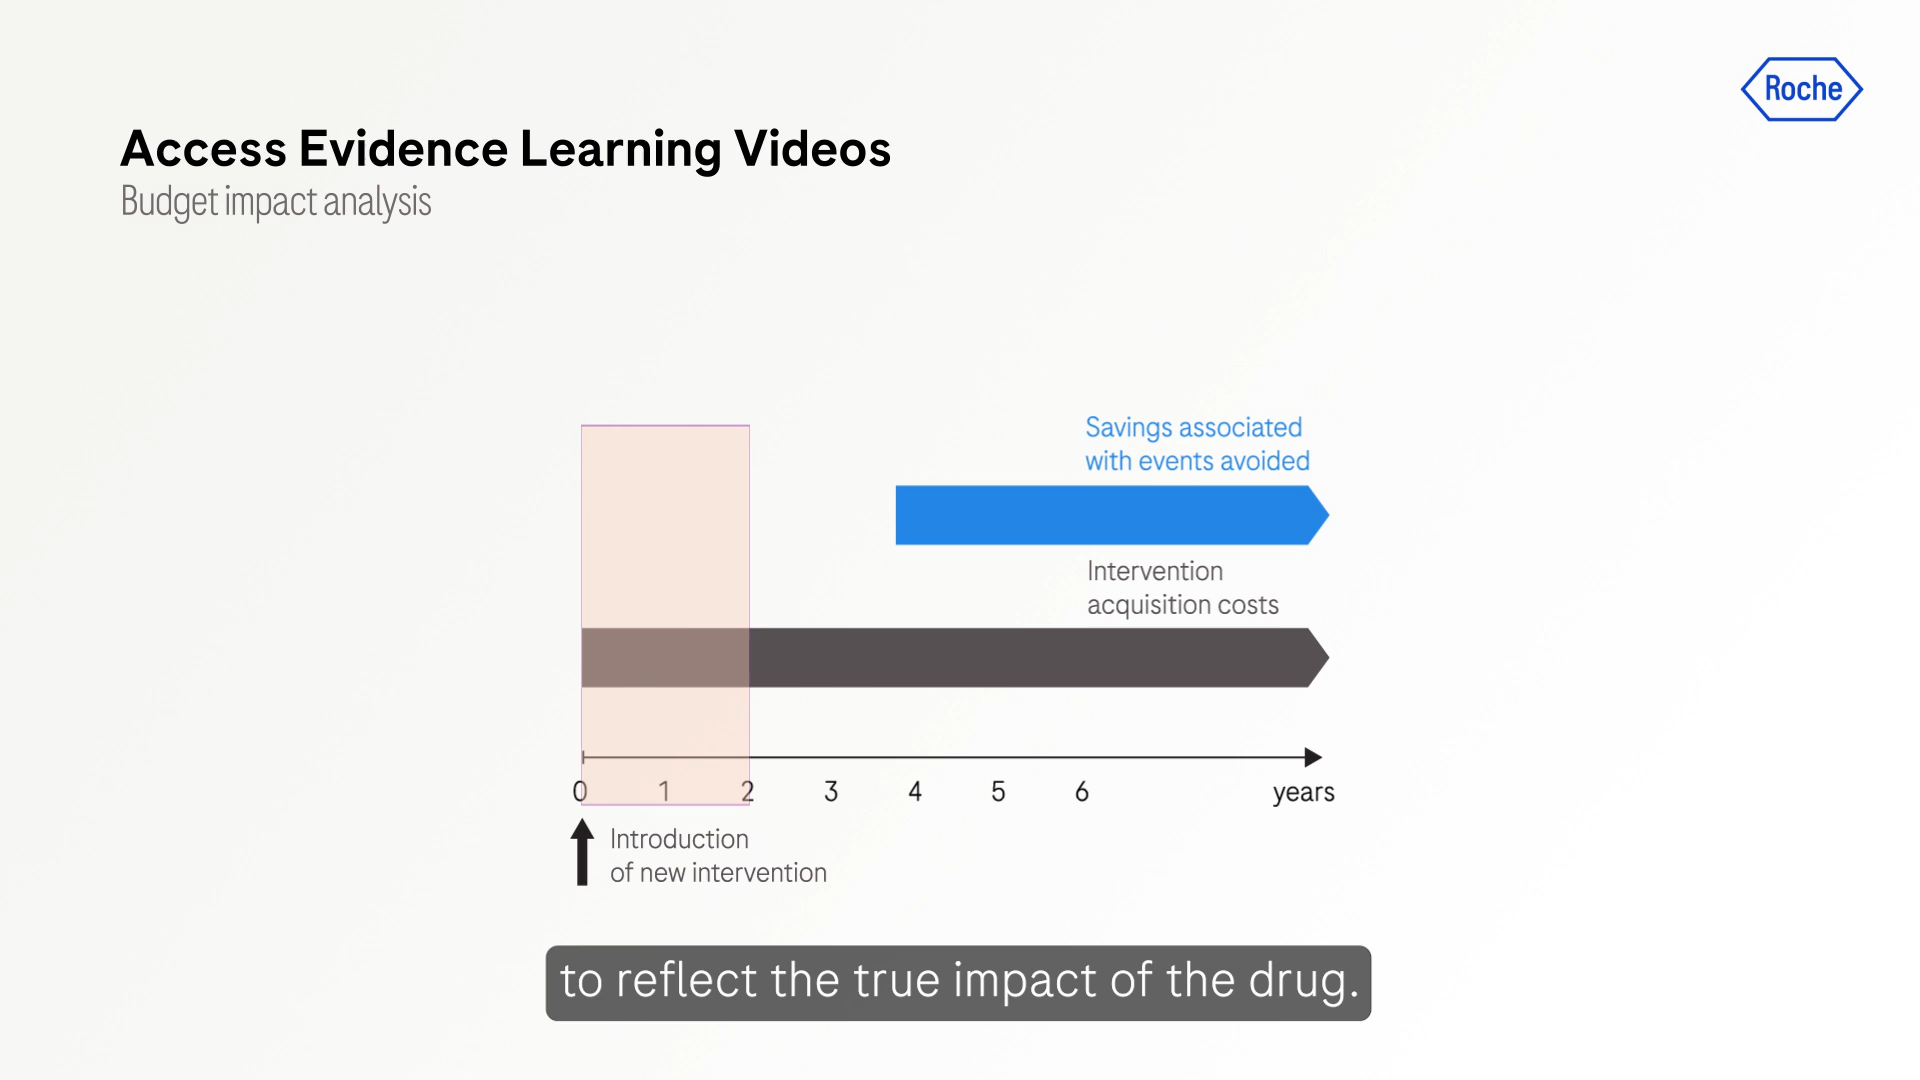 Roche
Access Evidence Learning Videos
Budget impact analysis
Savings associated
with events avoided
Intervention
acquisition costs
0 1 2 3 4 5 6 years
Introduction
of new intervention
to reflect the true impact of the drug.